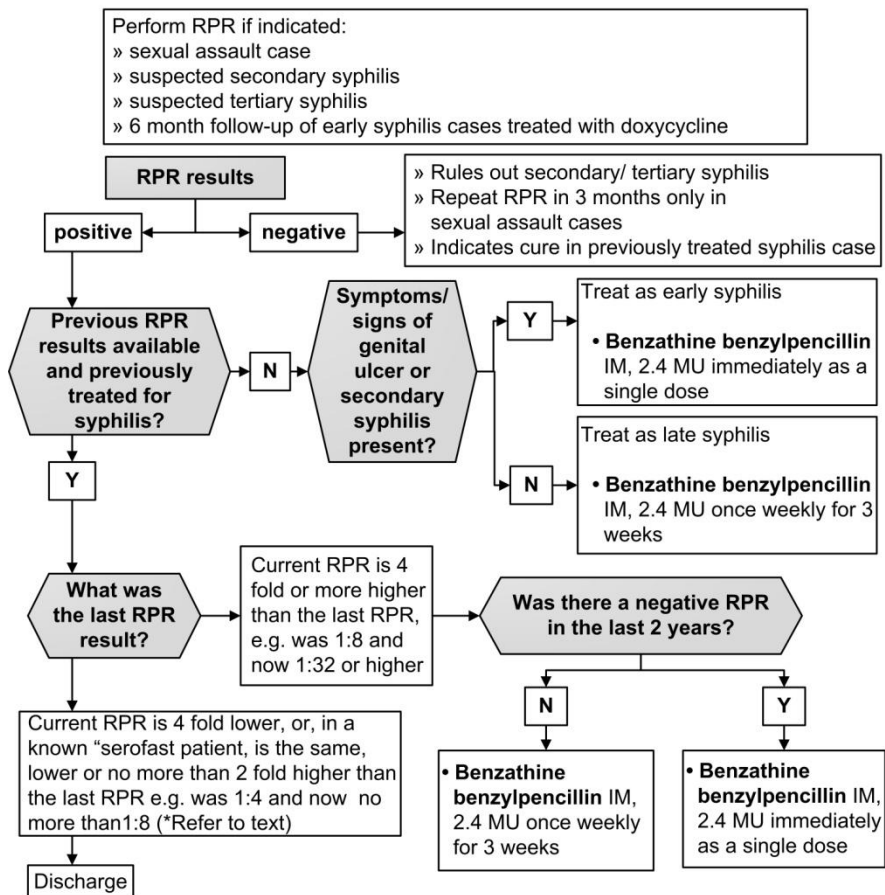 Perform RPR if indicated:
» sexual assault case
» suspected secondary syphilis
» suspected tertiary syphilis
» 6 month follow-up of early syphilis cases treated with doxycycline
RPR results
» Rules out secondary/ tertiary syphilis
» Repeat RPR in 3 months only in
sexual assault cases
» Indicates cure in previously treated syphilis case
positive
negative
Previous RPR
results available
and previously
treated for
syphilis?
N
Symptoms/
signs of
genital
ulcer or
secondary
syphilis
present?
Y
Treat as early syphilis
• Benzathine benzylpencillin
IM, 2.4 MU immediately as a
single dose
N
Treat as late syphilis
• Benzathine benzylpencillin
IM, 2.4 MU once weekly for 3
weeks
Y
What was
the last RPR
result?
Current RPR is 4
fold or more higher
than the last RPR,
e.g. was 1:8 and
now 1:32 or higher
Was there a negative RPR
in the last 2 years?
N
Y
Current RPR is 4 fold lower, or, in a
known “serofast patient, is the same,
lower or no more than 2 fold higher than
the last RPR e.g. was 1:4 and now no
more than1:8 (*Refer to text)
• Benzathine
benzylpencillin IM,
2.4 MU once weekly
for 3 weeks
• Benzathine
benzylpencillin IM,
2.4 MU immediately
as a single dose
Discharge